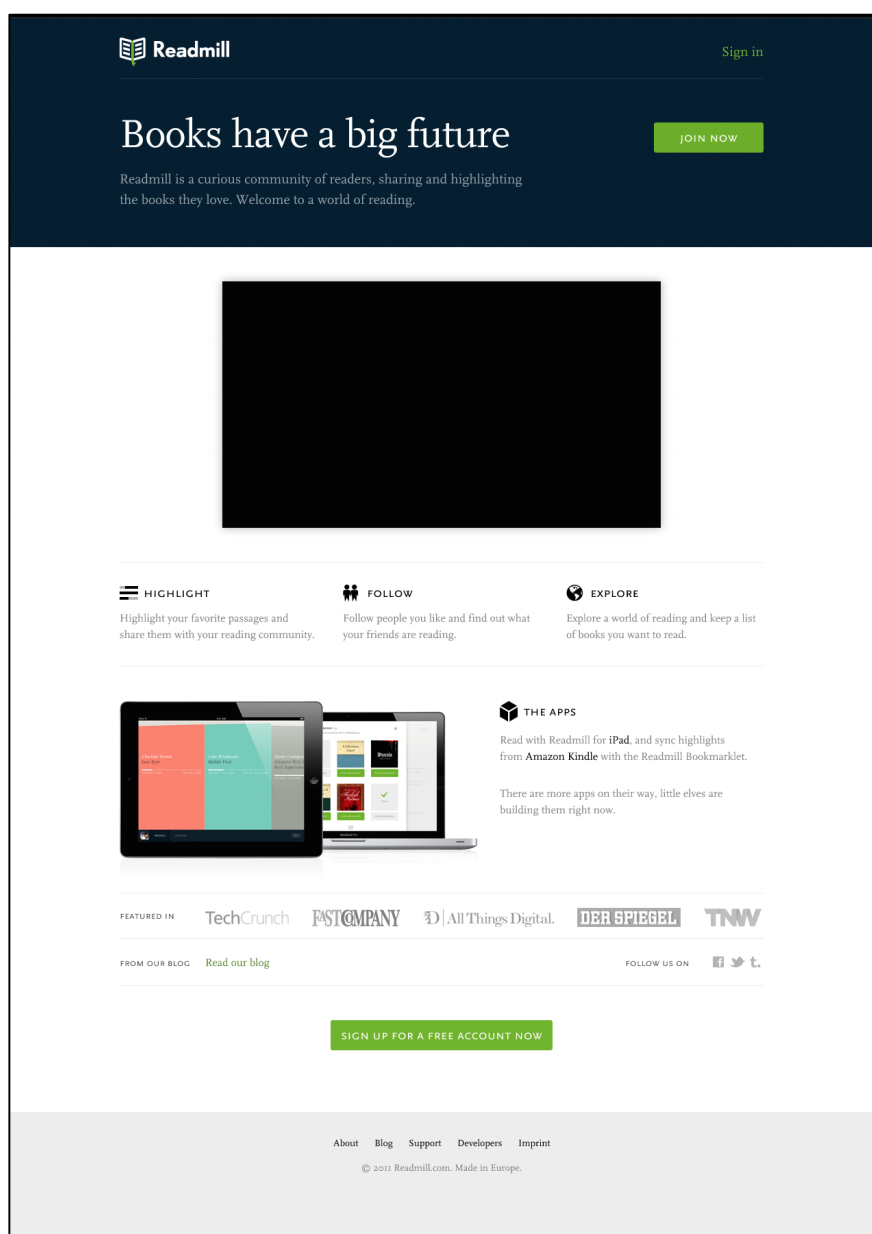 Readmill
Sign in
Books have a big future
JOIN NOW
Readmill is a curious community of readers, sharing and highlighting
the books they love. Welcome to a world of reading.
HIGHLIGHT
Highlight your favorite passages and
share them with your reading community.
FOLLOW
Follow people you like and find out what
your friends are reading.
EXPLORE
Explore a world of reading and keep a list
of books you want to read.
THE APPS
Read with Readmill for iPad, and sync highlights
from Amazon Kindle with the Readmill Bookmarklet.
There are more apps on their way, little elves are
building them right now.
FEATURED IN
TechCrunch
FAST COMPANY
D | All Things Digital.
DER SPIEGEL
TNW
FROM OUR BLOG
Read our blog
FOLLOW US ON
SIGN UP FOR A FREE ACCOUNT NOW
About Blog Support Developers Imprint
© 2011 Readmill.com. Made in Europe.